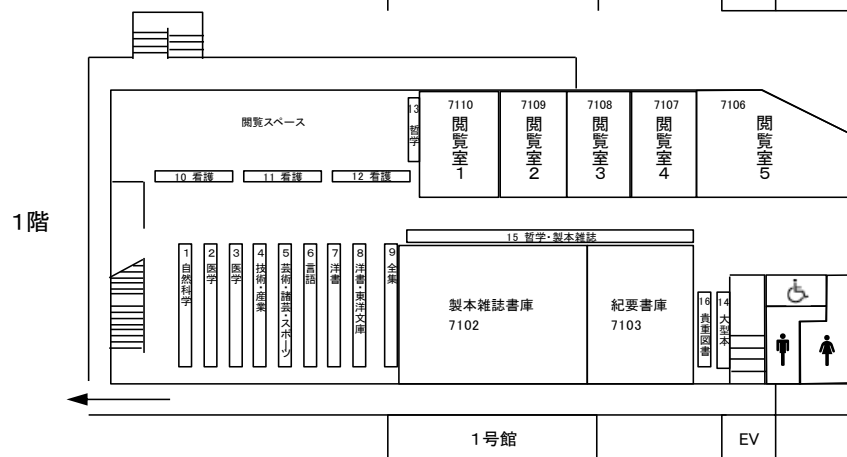 7110
7109
7108
7107
7106
閲覧スペース
13 哲学
閲覧室1
閲覧室2
閲覧室3
閲覧室4
閲覧室5
10 看護
11 看護
12 看護
1階
15 哲学・製本雑誌
1 自然科学
2 医学
3 医学
4 技術・産業
5 芸術・諸芸・スポーツ
6 言語
7 洋書
8 洋書・東洋文庫
9 全集
製本雑誌書庫
7102
紀要書庫
7103
16 貴重図書
14 大型本
1号館
EV